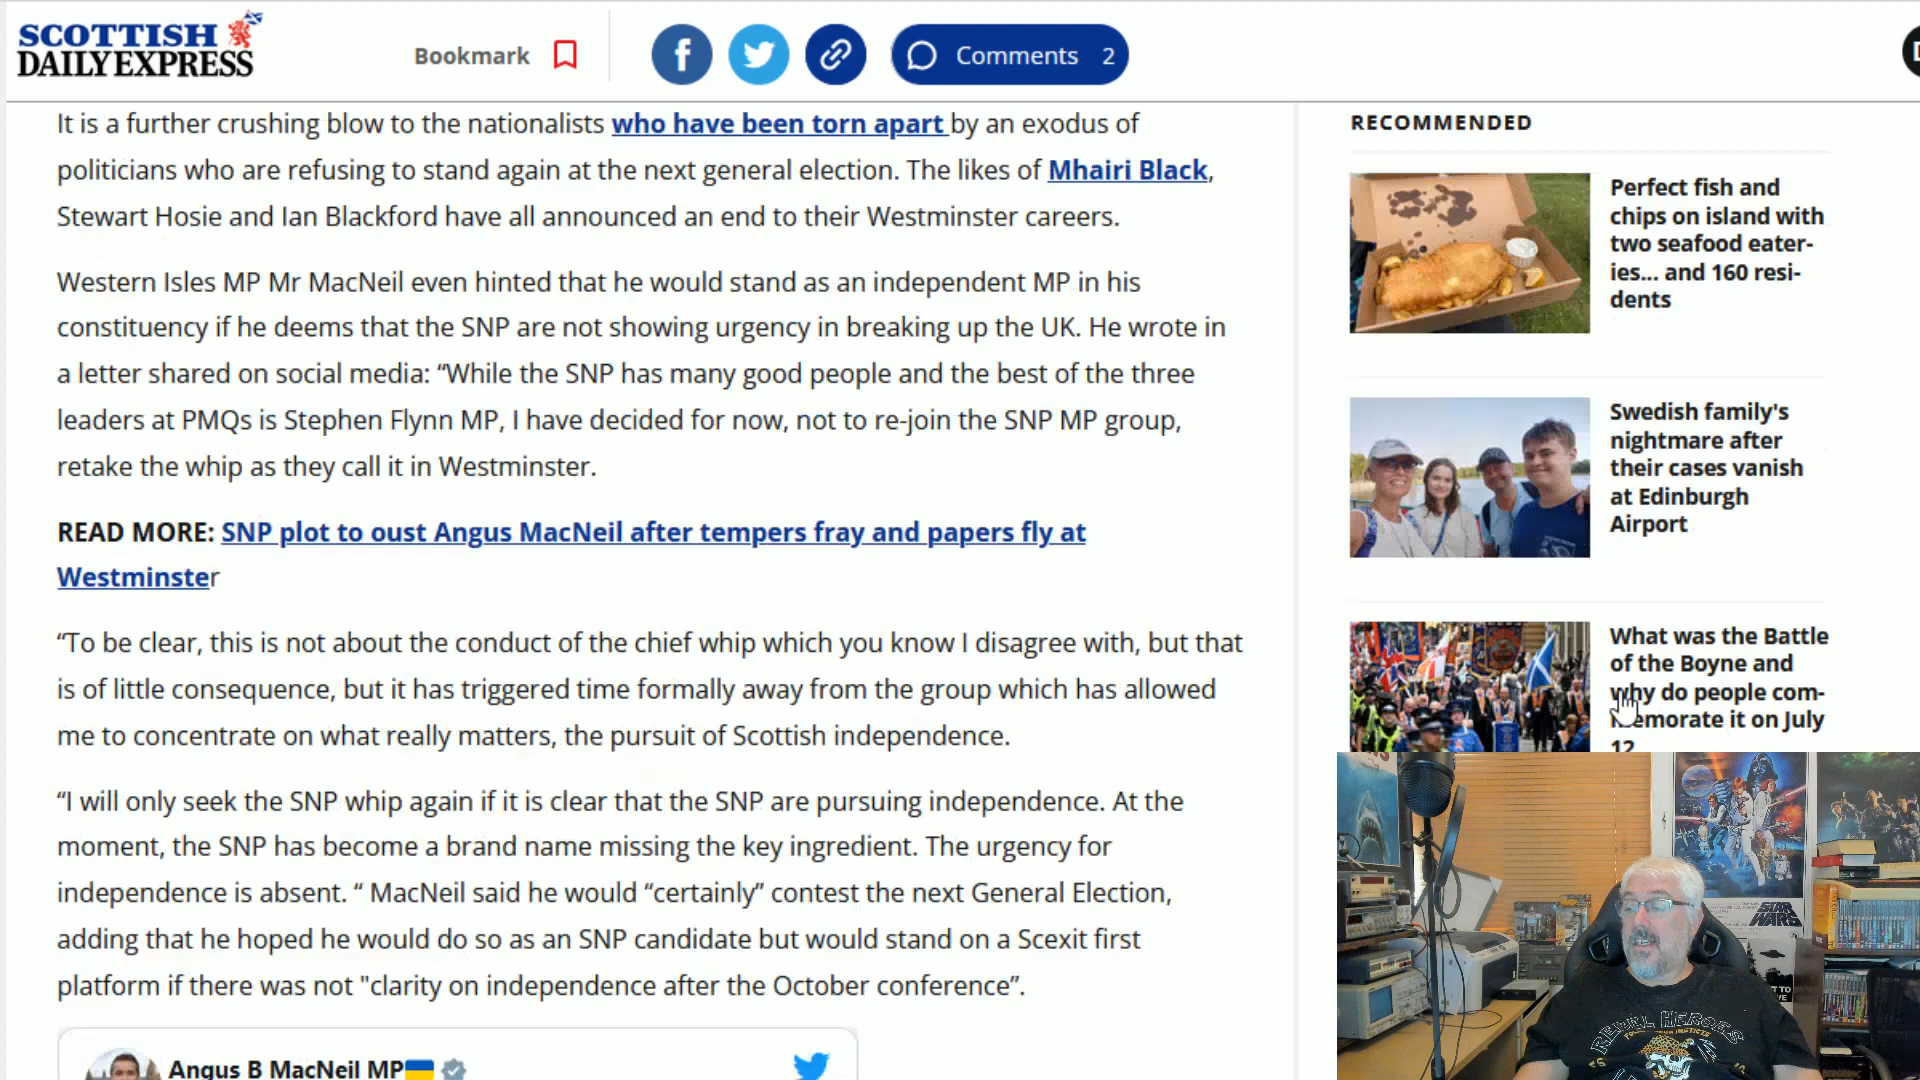 SCOTTISH
DAILY EXPRESS
Bookmark
f
Comments 2
It is a further crushing blow to the nationalists who have been torn apart by an exodus of
politicians who are refusing to stand again at the next general election. The likes of Mhairi Black,
Stewart Hosie and Ian Blackford have all announced an end to their Westminster careers.
Western Isles MP Mr MacNeil even hinted that he would stand as an independent MP in his
constituency if he deems that the SNP are not showing urgency in breaking up the UK. He wrote in
a letter shared on social media: “While the SNP has many good people and the best of the three
leaders at PMQs is Stephen Flynn MP, I have decided for now, not to re-join the SNP MP group,
retake the whip as they call it in Westminster.
READ MORE: SNP plot to oust Angus MacNeil after tempers fray and papers fly at
Westminster
“To be clear, this is not about the conduct of the chief whip which you know I disagree with, but that
is of little consequence, but it has triggered time formally away from the group which has allowed
me to concentrate on what really matters, the pursuit of Scottish independence.
“I will only seek the SNP whip again if it is clear that the SNP are pursuing independence. At the
moment, the SNP has become a brand name missing the key ingredient. The urgency for
independence is absent. “ MacNeil said he would “certainly” contest the next General Election,
adding that he hoped he would do so as an SNP candidate but would stand on a Scexit first
platform if there was not "clarity on independence after the October conference”.
Angus B MacNeil MP
RECOMMENDED
Perfect fish and
chips on island with
two seafood eater-
ies... and 160 resi-
dents
Swedish family's
nightmare after
their cases vanish
at Edinburgh
Airport
What was the Battle
of the Boyne and
why do people com-
memorate it on July
12
STAR
WARS
REBEL HEROES